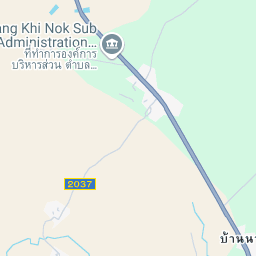 ang Khi Nok Sub
Administration...
ที่ทำการองค์การ
บริหารส่วน ตำบล...
2037
บ้านนา